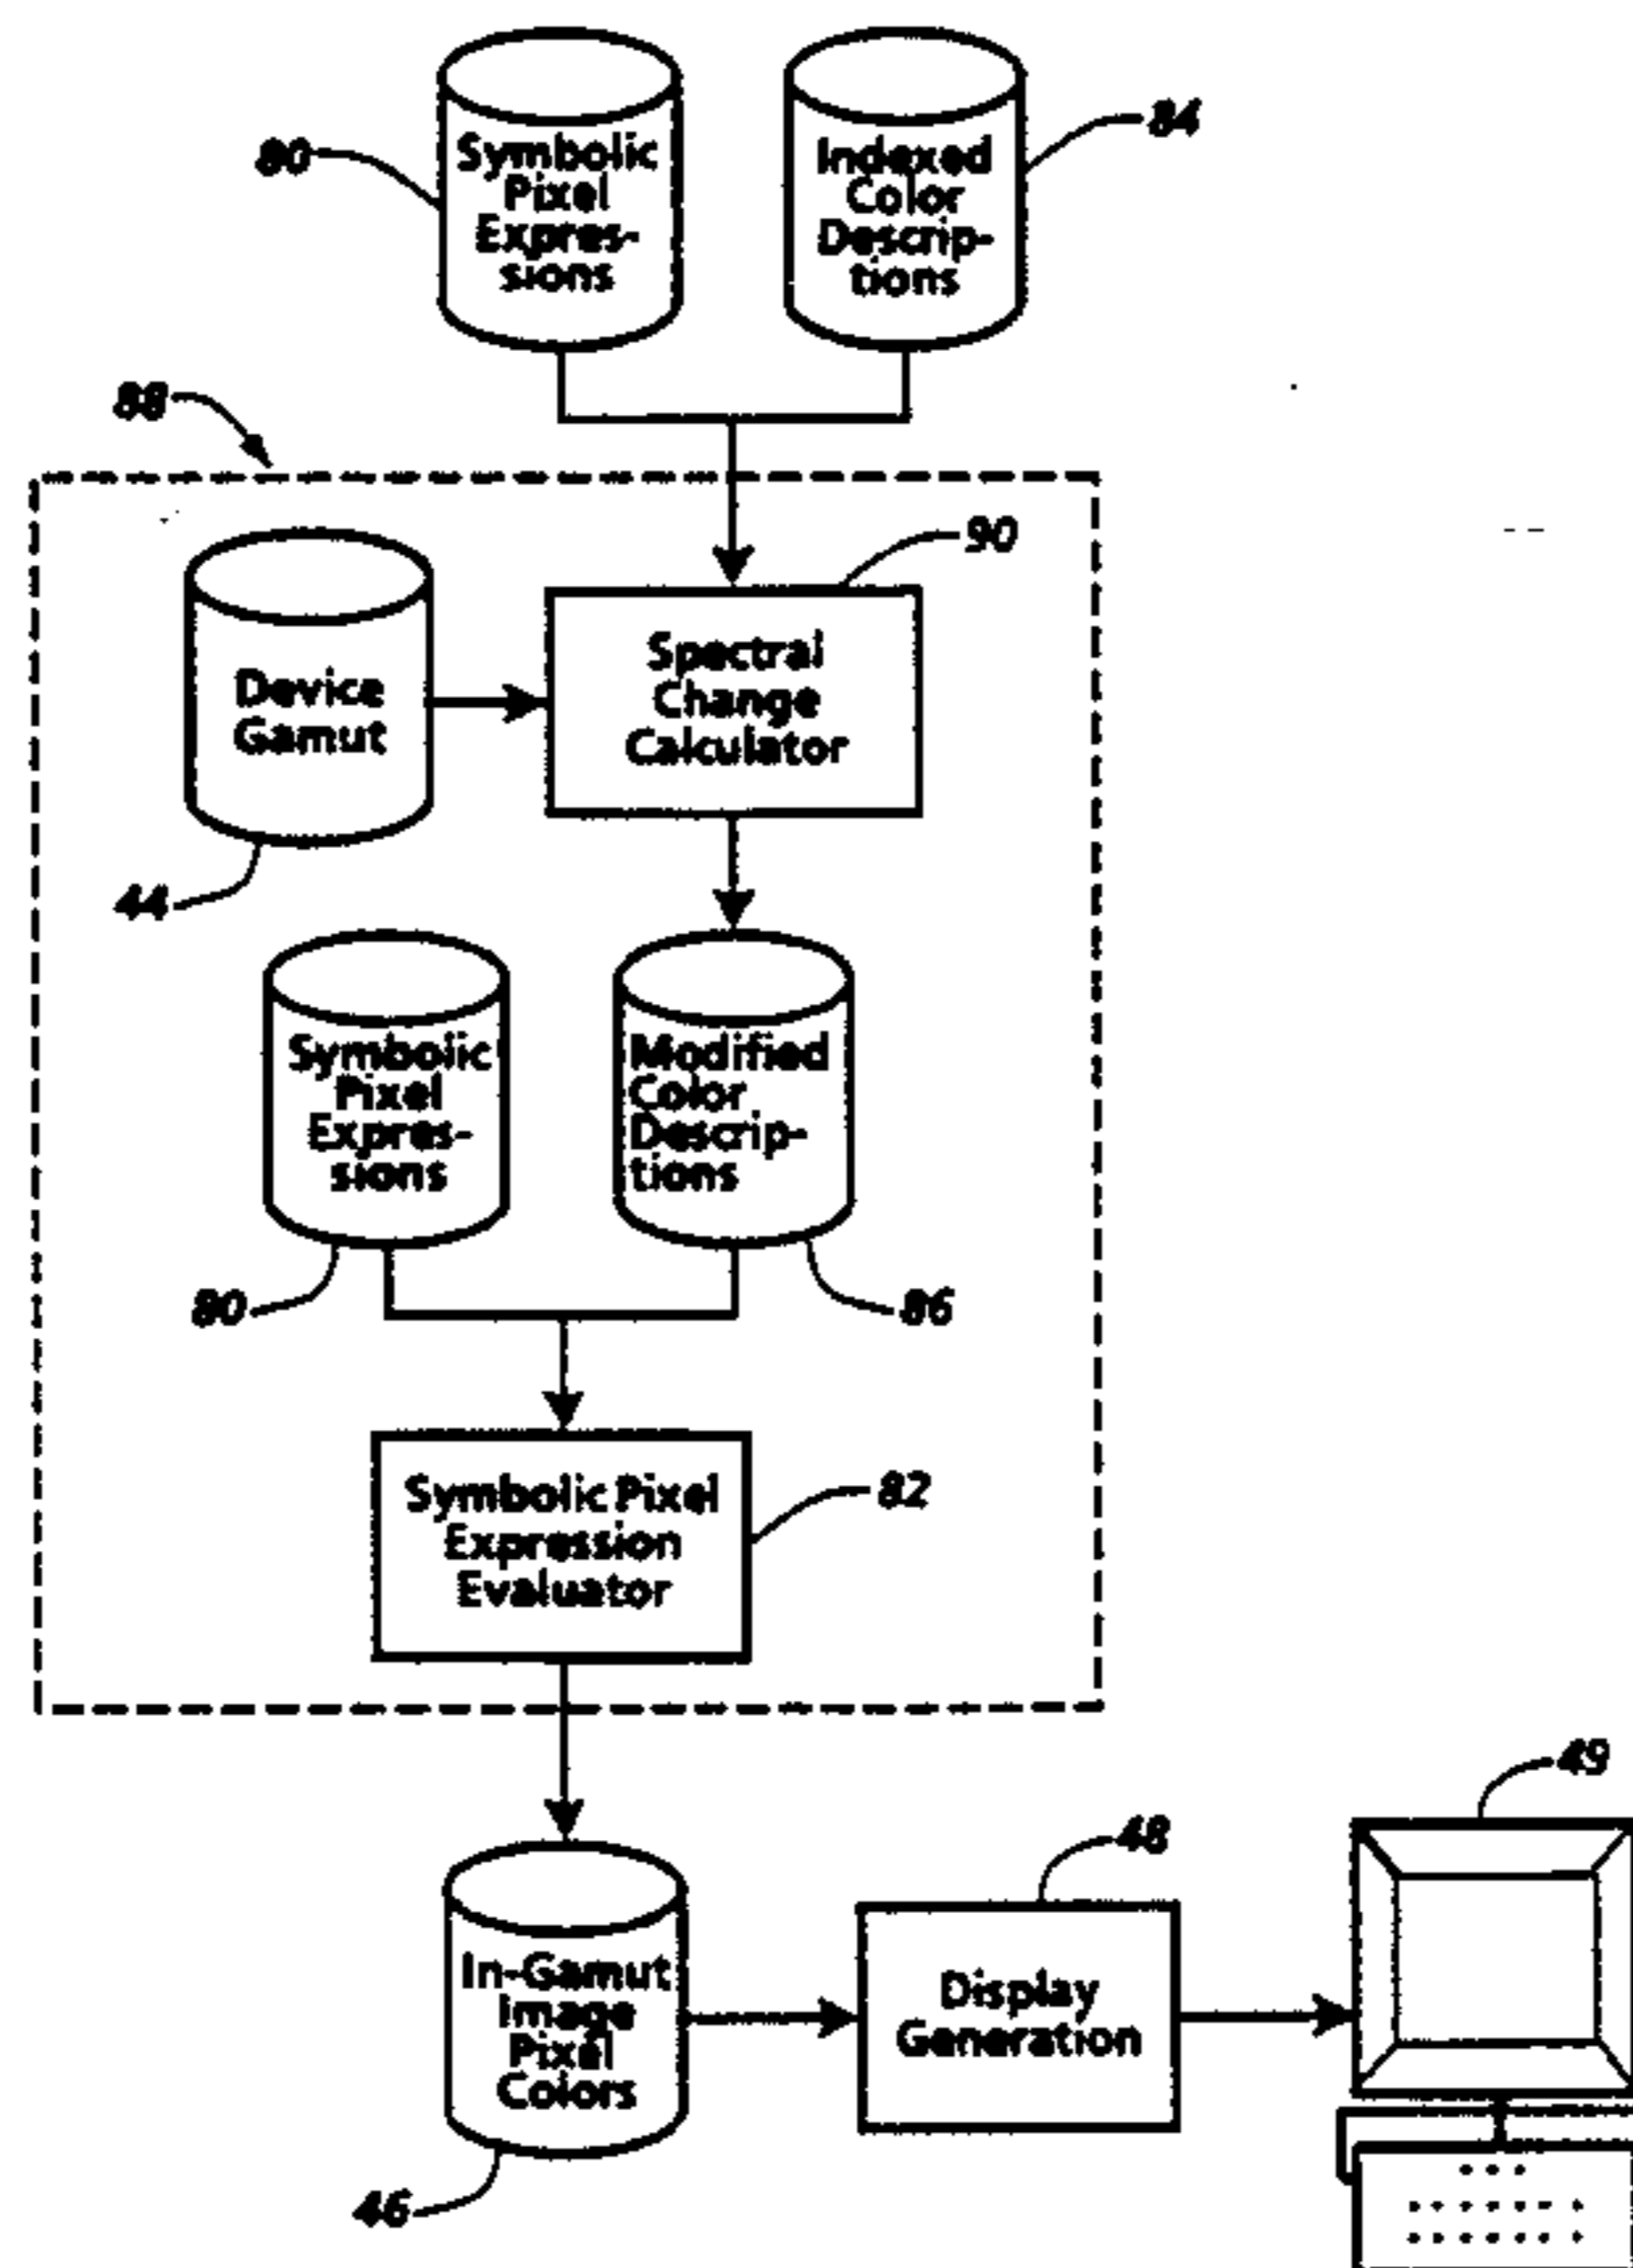 80
Symbolic
Pixel
Expres-
sions
Indexed
Color
Descrip-
tions
84
88
90
Device
Gamut
Spectral
Change
Calculator
44
Symbolic
Pixel
Expres-
sions
Modified
Color
Descrip-
tions
80
86
Symbolic Pixel
Expression
Evaluator
82
49
48
In-Gamut
Image
Pixel
Colors
Display
Generation
46